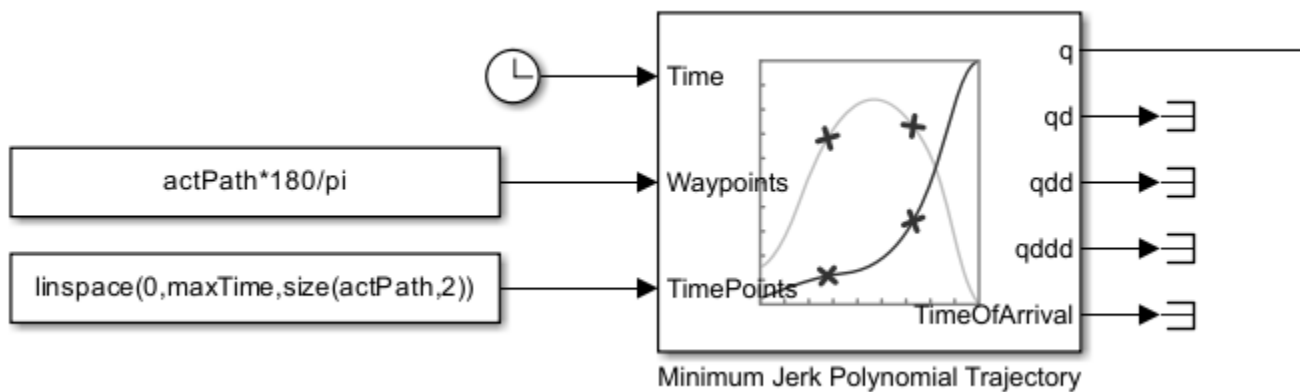 Time
actPath*180/pi
Waypoints
linspace(0,maxTime,size(actPath,2))
TimePoints
q
qd
qdd
qddd
TimeOfArrival
Minimum Jerk Polynomial Trajectory